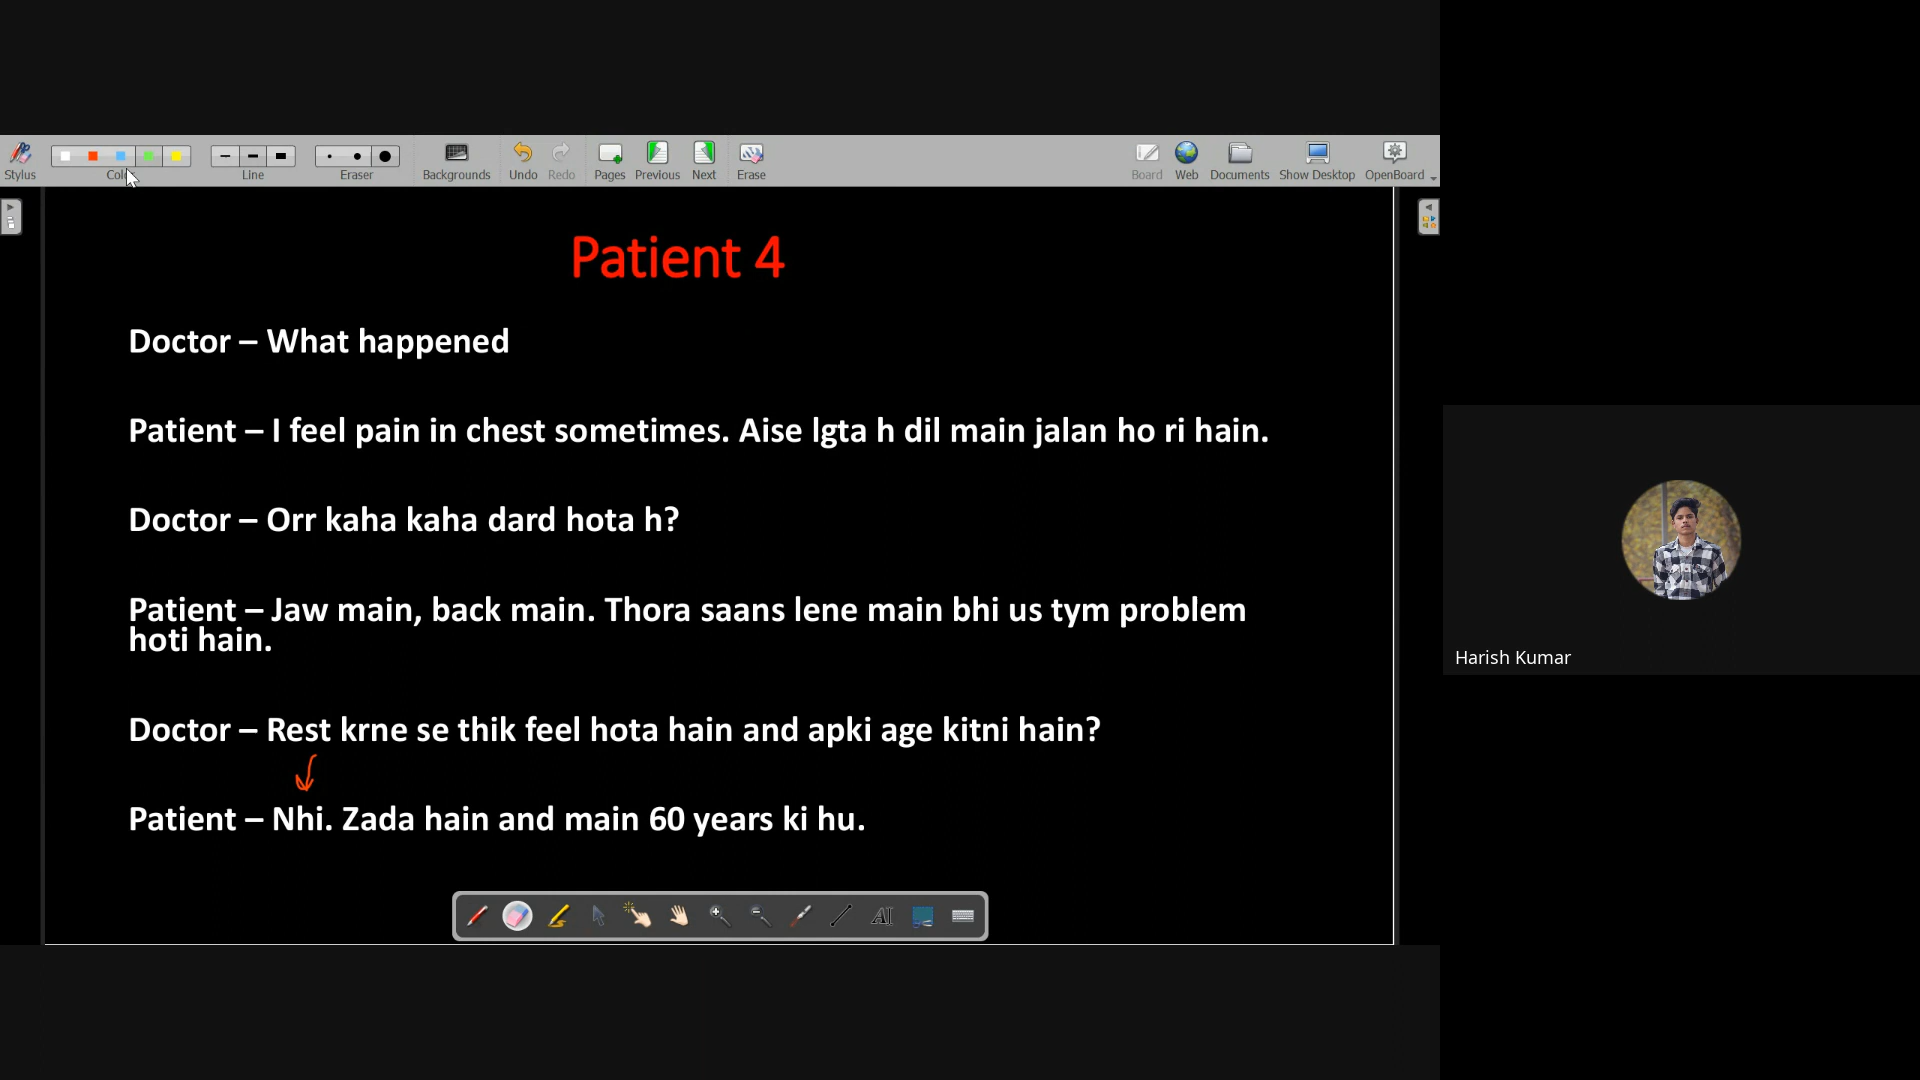 Stylus
Color
Line
Eraser
Backgrounds
Undo
Redo
Pages
Previous
Next
Erase
Board
Web
Documents
Show Desktop
OpenBoard
Patient 4
Doctor – What happened
Patient – I feel pain in chest sometimes. Aise lgta h dil main jalan ho ri hain.
Doctor – Orr kaha kaha dard hota h?
Patient – Jaw main, back main. Thora saans lene main bhi us tym problem
hoti hain.
Doctor – Rest krne se thik feel hota hain and apki age kitni hain?
Patient – Nhi. Zada hain and main 60 years ki hu.
Harish Kumar